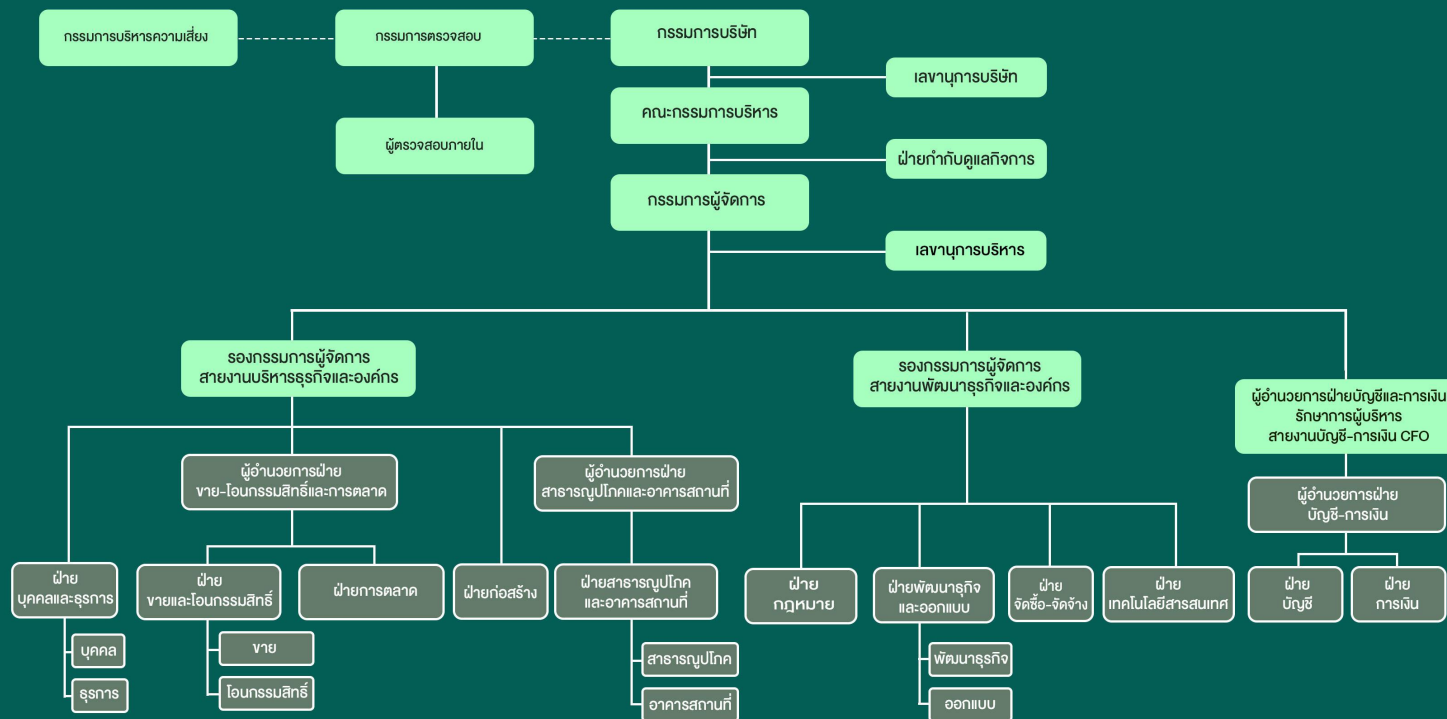 กรรมการบริหารความเสี่ยง
กรรมการตรวจสอบ
กรรมการบริษัท
เลขานุการบริษัท
คณะกรรมการบริหาร
ผู้ตรวจสอบภายใน
ฝ่ายกำกับดูแลกิจการ
กรรมการผู้จัดการ
เลขานุการบริหาร
รองกรรมการผู้จัดการ
สายงานบริหารธุรกิจและองค์กร
รองกรรมการผู้จัดการ
สายงานพัฒนาธุรกิจและองค์กร
ผู้อำนวยการฝ่ายบัญชีและการเงิน
รักษาการผู้บริหาร
สายงานบัญชี-การเงิน CFO
ผู้อำนวยการฝ่าย
ขาย-โอนกรรมสิทธิ์และการตลาด
ผู้อำนวยการฝ่าย
สาธารณูปโภคและอาคารสถานที่
ผู้อำนวยการฝ่าย
บัญชี-การเงิน
ฝ่าย
บุคคลและธุรการ
ฝ่าย
ขายและโอนกรรมสิทธิ์
ฝ่ายการตลาด
ฝ่ายก่อสร้าง
ฝ่ายสาธารณูปโภค
และอาคารสถานที่
ฝ่าย
กฎหมาย
ฝ่ายพัฒนารุกิจ
และออกแบบ
ฝ่าย
จัดซื้อ-จัดจ้าง
ฝ่าย
เทคโนโลยีสารสนเทศ
ฝ่าย
บัญชี
ฝ่าย
การเงิน
บุคคล
ธุรการ
ขาย
โอนกรรมสิทธิ์
สาธารณูปโภค
อาคารสถานที่
พัฒนาธุรกิจ
ออกแบบ